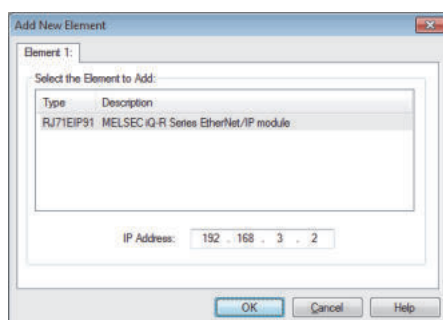 Add New Element
Element 1:
Select the Element to Add:
Type Description
RJ71EIP91 MELSEC iQ-R Series EtherNet/IP module
IP Address: 192 . 168 . 3 . 2
OK Cancel Help